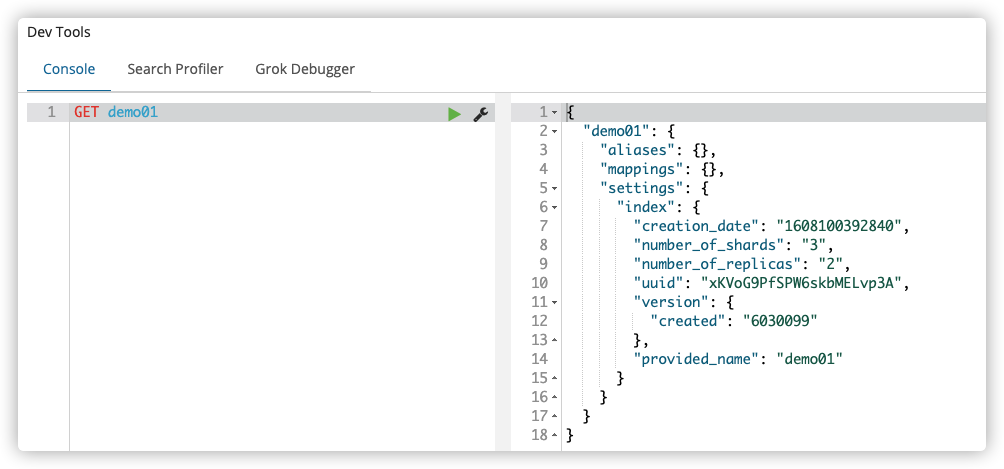 Dev Tools
Console Search Profiler Grok Debugger
1 GET demo01
1 {
2 "demo01": {
3 "aliases": {},
4 "mappings": {},
5 "settings": {
6 "index": {
7 "creation_date": "1608100392840",
8 "number_of_shards": "3",
9 "number_of_replicas": "2",
10 "uuid": "xKVoG9PfSPW6skbMELvp3A",
11 "version": {
12 "created": "6030099"
13 },
14 "provided_name": "demo01"
15 }
16 }
17 }
18 }